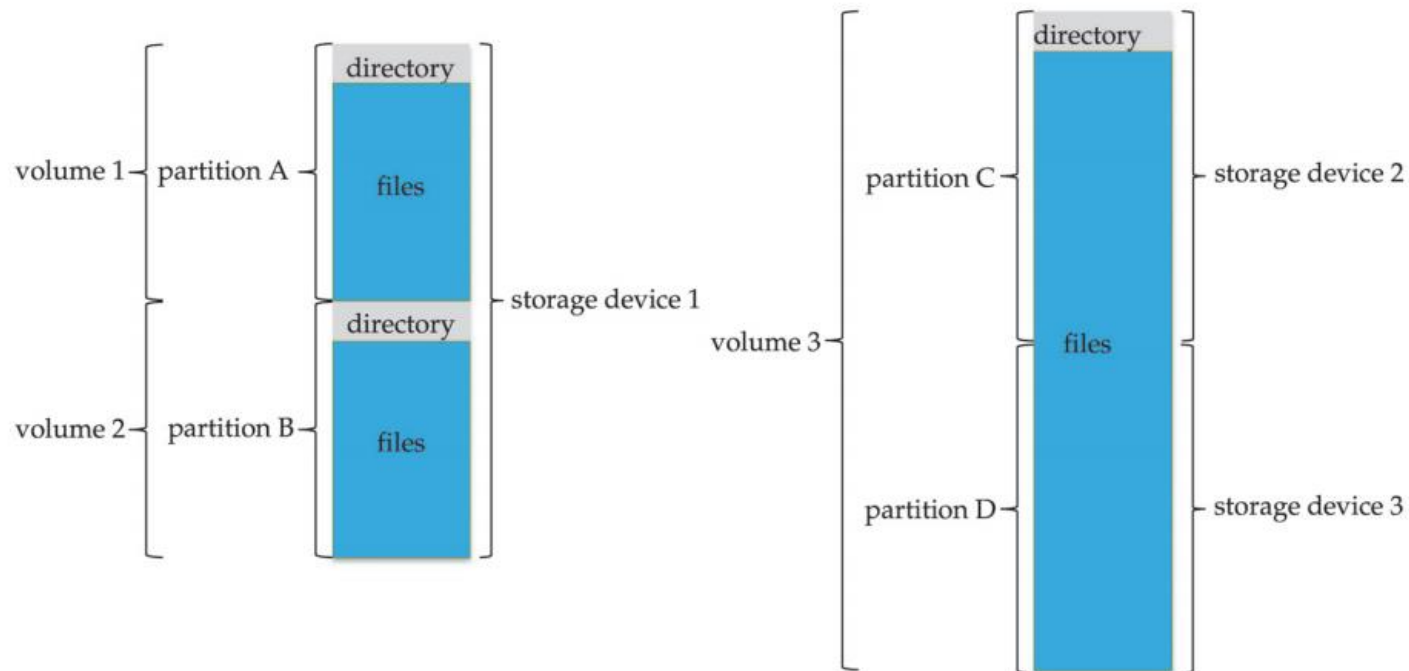 directory
volume 1
partition A
files
storage device 1
directory
volume 2
partition B
files
directory
partition C
storage device 2
volume 3
files
partition D
storage device 3